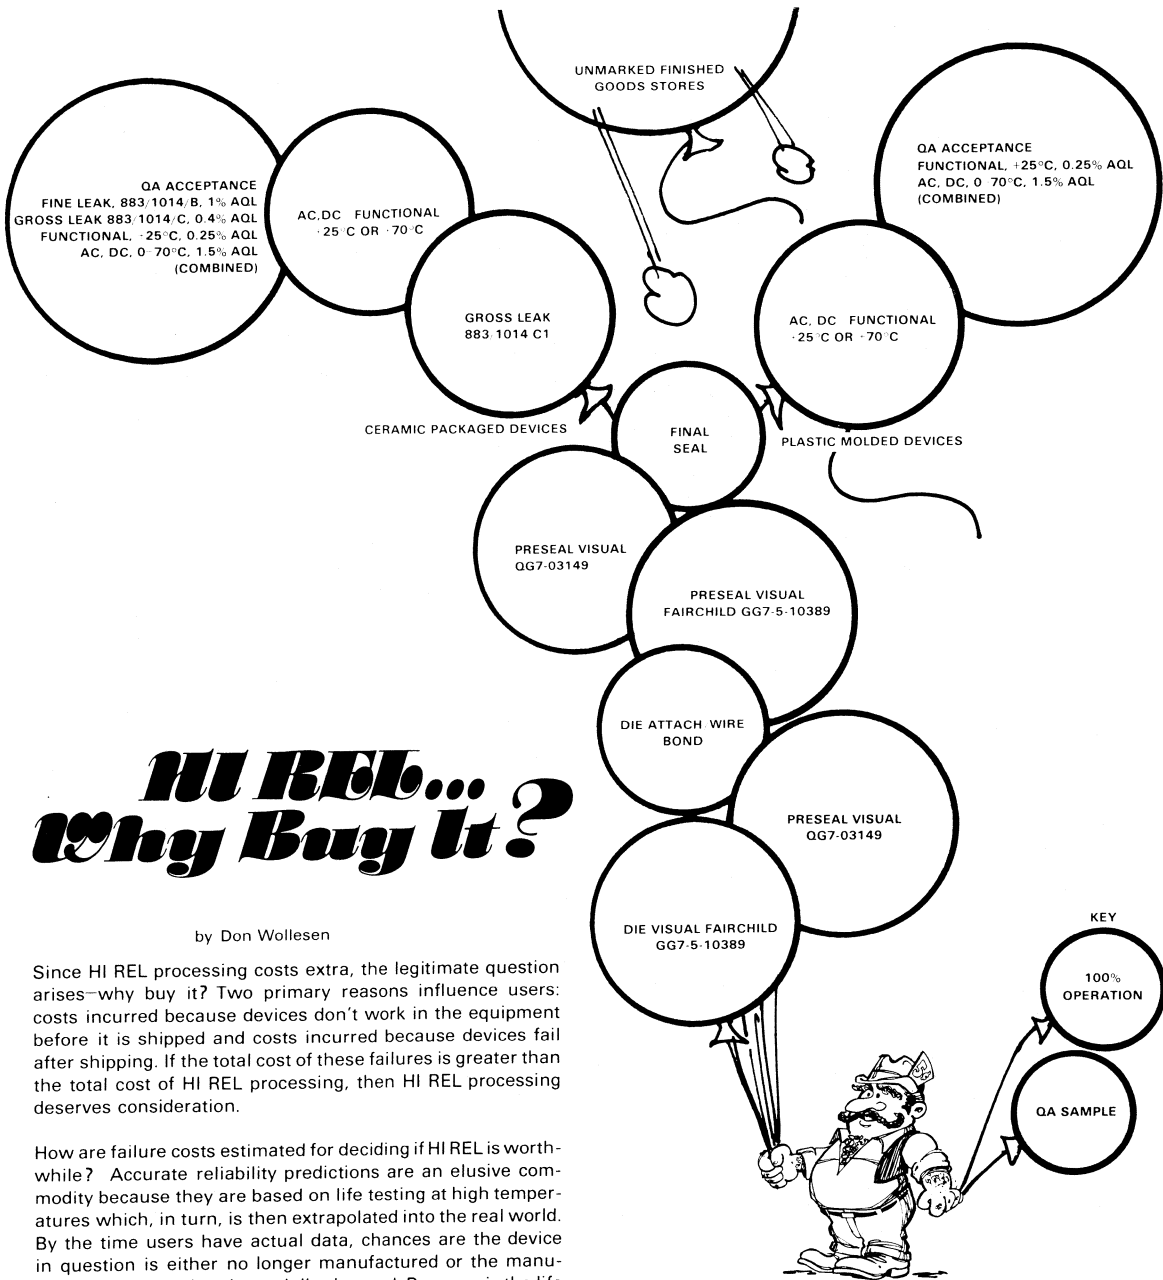 UNMARKED FINISHED
GOODS STORES
QA ACCEPTANCE
FINE LEAK, 883/1014/B, 1% AQL
GROSS LEAK 883/1014/C, 0.4% AQL
FUNCTIONAL, +25°C, 0.25% AQL
AC, DC, 0-70°C, 1.5% AQL
(COMBINED)
AC,DC FUNCTIONAL
+25°C OR +70°C
GROSS LEAK
883/1014 C1
CERAMIC PACKAGED DEVICES
QA ACCEPTANCE
FUNCTIONAL, +25°C, 0.25% AQL
AC, DC, 0-70°C, 1.5% AQL
(COMBINED)
AC, DC FUNCTIONAL
+25°C OR +70°C
PLASTIC MOLDED DEVICES
FINAL
SEAL
PRESEAL VISUAL
QG7-03149
PRESEAL VISUAL
FAIRCHILD GG7-5-10389
DIE ATTACH/WIRE
BOND
PRESEAL VISUAL
QG7-03149
DIE VISUAL FAIRCHILD
GG7-5-10389
KEY
100%
OPERATION
QA SAMPLE
HI REL...
Why Buy It?
by Don Wollesen
Since HI REL processing costs extra, the legitimate question
arises—why buy it? Two primary reasons influence users:
costs incurred because devices don't work in the equipment
before it is shipped and costs incurred because devices fail
after shipping. If the total cost of these failures is greater than
the total cost of HI REL processing, then HI REL processing
deserves consideration.
How are failure costs estimated for deciding if HI REL is worth-
while? Accurate reliability predictions are an elusive com-
modity because they are based on life testing at high temper-
atures which, in turn, is then extrapolated into the real world.
By the time users have actual data, chances are the device
in question is either no longer manufactured or the manu-